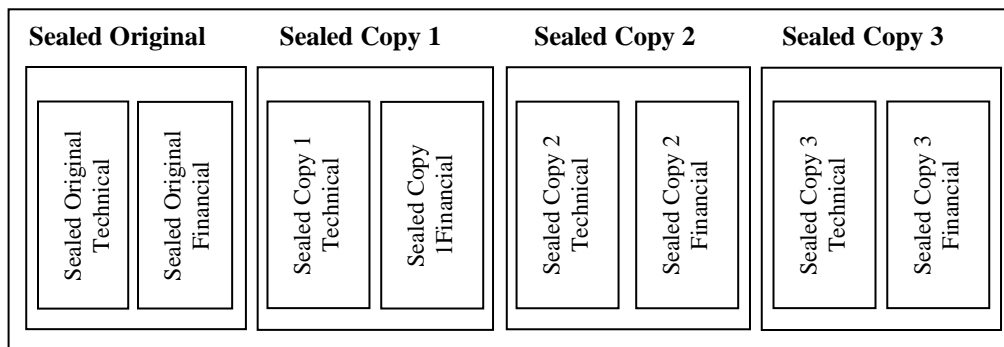 Sealed Original
Sealed Copy 1
Sealed Copy 2
Sealed Copy 3
Sealed Original
Technical
Sealed Original
Financial
Sealed Copy 1
Technical
Sealed Copy
1Financial
Sealed Copy 2
Technical
Sealed Copy 2
Financial
Sealed Copy 3
Technical
Sealed Copy 3
Financial